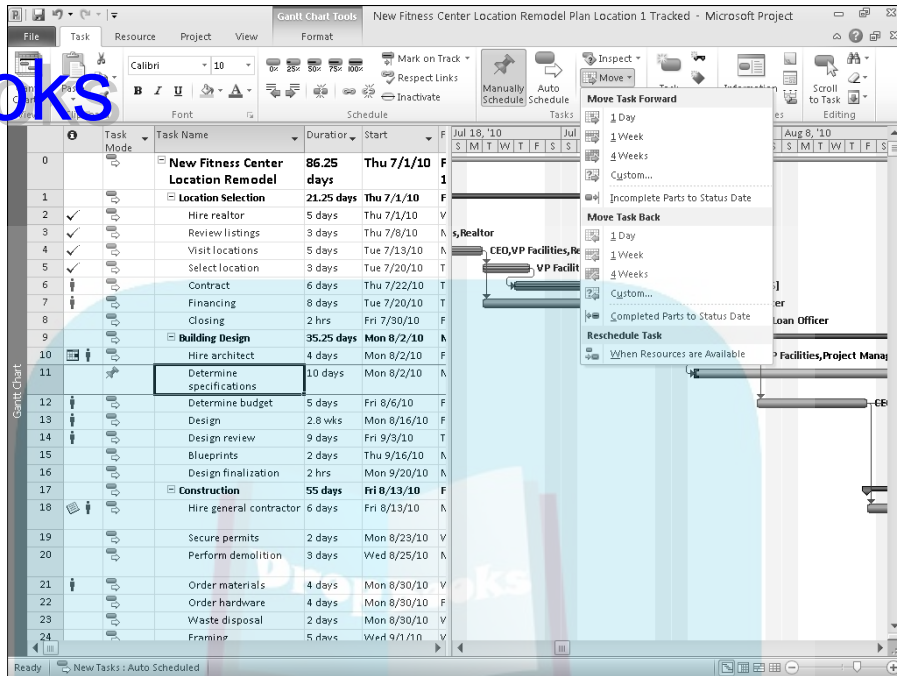 Gantt Chart Tools
New Fitness Center Location Remodel Plan Location 1 Tracked - Microsoft Project
File Task Resource Project View Format
Calibri 10
B I U A
Font
0% 25% 50% 75% 100%
Mark on Track
Respect Links
Inactivate
Schedule
Manually Schedule
Auto Schedule
Tasks
Inspect
Move
Scroll to Task
Editing
ooks
Move Task Forward
1 Day
1 Week
4 Weeks
Custom...
Incomplete Parts to Status Date
Move Task Back
1 Day
1 Week
4 Weeks
Custom...
Completed Parts to Status Date
Reschedule Task
When Resources are Available
Task Mode Task Name Duration Start F
0 New Fitness Center Location Remodel 86.25 days Thu 7/1/10 F 1
1 Location Selection 21.25 days Thu 7/1/10 F
2 Hire realtor 5 days Thu 7/1/10 V
3 Review listings 3 days Thu 7/8/10 N
4 Visit locations 5 days Tue 7/13/10 N
5 Select location 3 days Tue 7/20/10 T
6 Contract 6 days Thu 7/22/10 T
7 Financing 8 days Tue 7/20/10 T
8 Closing 2 hrs Fri 7/30/10 F
9 Building Design 35.25 days Mon 8/2/10 N
10 Hire architect 4 days Mon 8/2/10 F
11 Determine specifications 10 days Mon 8/2/10 N
12 Determine budget 5 days Fri 8/6/10 F
13 Design 2.8 wks Mon 8/16/10 F
14 Design review 9 days Fri 9/3/10 T
15 Blueprints 2 days Thu 9/16/10 N
16 Design finalization 2 hrs Mon 9/20/10 N
17 Construction 55 days Fri 8/13/10 F
18 Hire general contractor 6 days Fri 8/13/10 N
19 Secure permits 2 days Mon 8/23/10 V
20 Perform demolition 3 days Wed 8/25/10 N
21 Order materials 4 days Mon 8/30/10 V
22 Order hardware 4 days Mon 8/30/10 F
23 Waste disposal 2 days Mon 8/30/10 V
24 Framing 5 days Wed 9/1/10 V
Jul 18, '10 Jul Aug 8, '10
S M T W T F S S S M T W T F S
s,Realtor
CEO,VP Facilities,Re
VP Facilit
Loan Officer
P Facilities,Project Manag
CEO
Gantt Chart
DropBooks
Ready New Tasks : Auto Scheduled